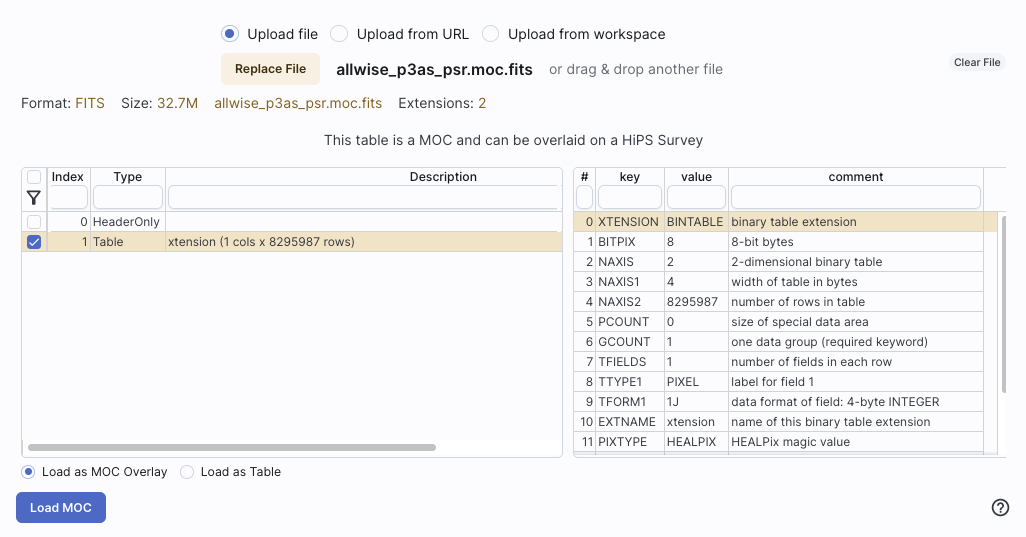 Upload file Upload from URL Upload from workspace
Replace File allwise_p3as_psr.moc.fits or drag & drop another file Clear File
Format: FITS Size: 32.7M allwise_p3as_psr.moc.fits Extensions: 2
This table is a MOC and can be overlaid on a HiPS Survey
Index Type Description
0 HeaderOnly
1 Table xtension (1 cols x 8295987 rows)
# key value comment
0 XTENSION BINTABLE binary table extension
1 BITPIX 8 8-bit bytes
2 NAXIS 2 2-dimensional binary table
3 NAXIS1 4 width of table in bytes
4 NAXIS2 8295987 number of rows in table
5 PCOUNT 0 size of special data area
6 GCOUNT 1 one data group (required keyword)
7 TFIELDS 1 number of fields in each row
8 TTYPE1 PIXEL label for field 1
9 TFORM1 1J data format of field: 4-byte INTEGER
10 EXTNAME xtension name of this binary table extension
11 PIXTYPE HEALPIX HEALPix magic value
Load as MOC Overlay Load as Table
Load MOC ?